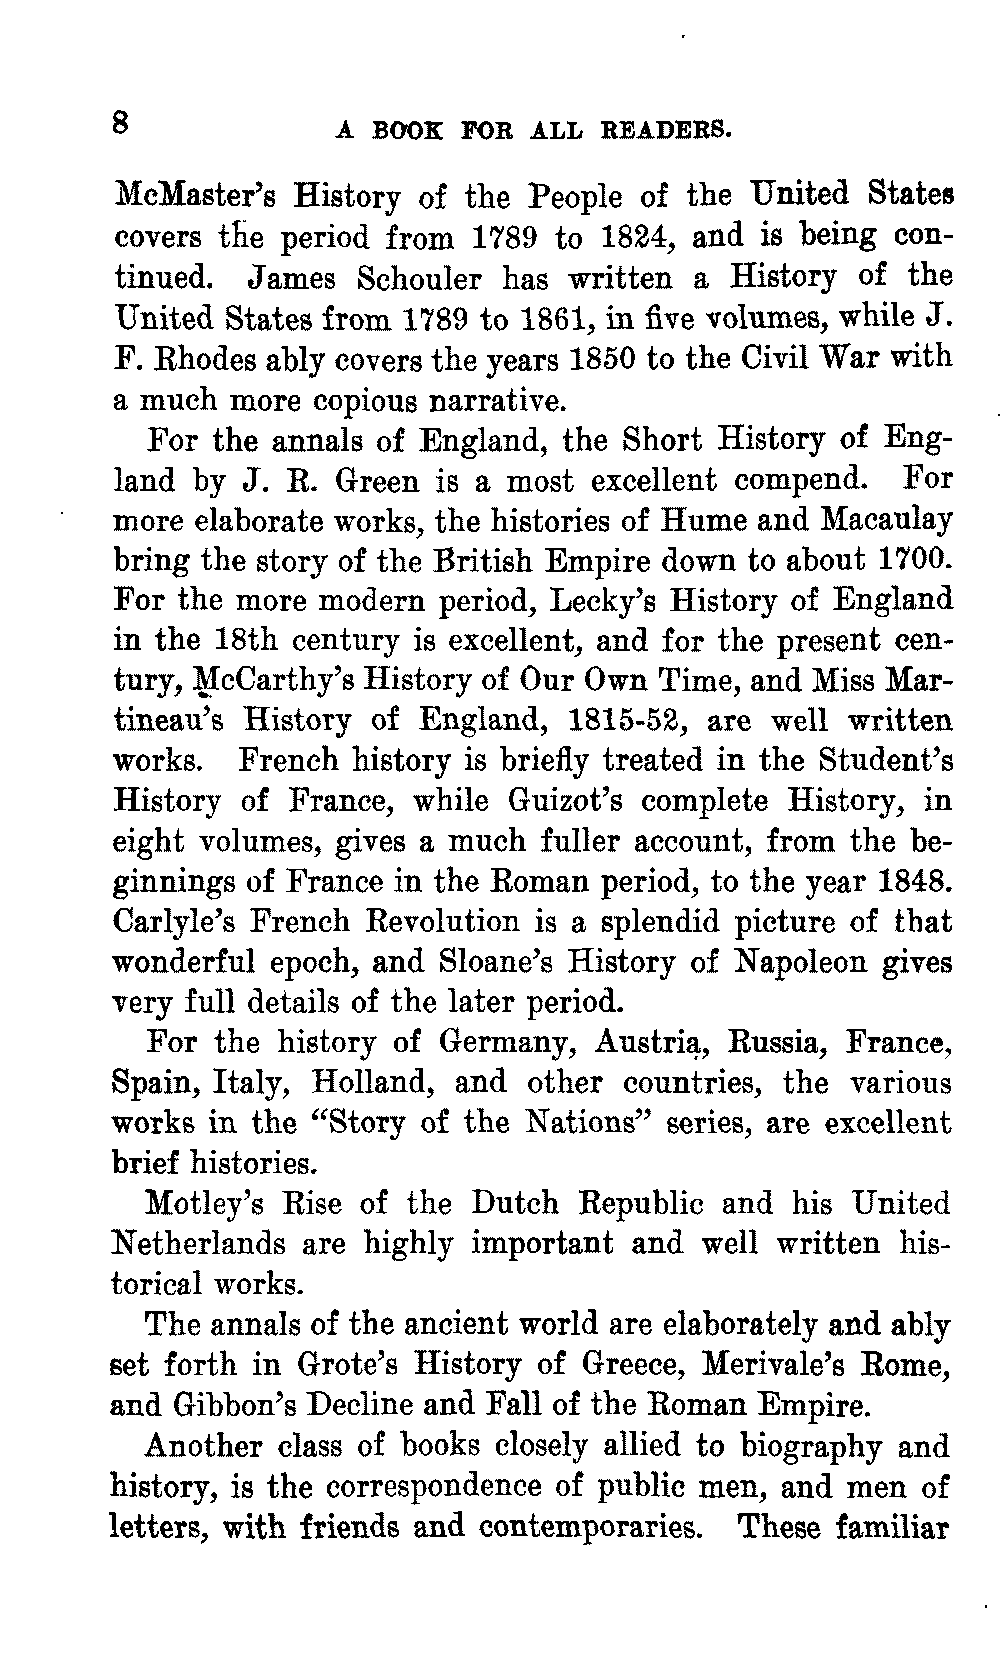 8
A BOOK FOR ALL READERS.
McMaster's History of the People of the United States
covers the period from 1789 to 1824, and is being con-
tinued. James Schouler has written a History of the
United States from 1789 to 1861, in five volumes, while J.
F. Rhodes ably covers the years 1850 to the Civil War with
a much more copious narrative.
For the annals of England, the Short History of Eng-
land by J. R. Green is a most excellent compend. For
more elaborate works, the histories of Hume and Macaulay
bring the story of the British Empire down to about 1700.
For the more modern period, Lecky's History of England
in the 18th century is excellent, and for the present cen-
tury, McCarthy's History of Our Own Time, and Miss Mar-
tineau's History of England, 1815-52, are well written
works. French history is briefly treated in the Student's
History of France, while Guizot's complete History, in
eight volumes, gives a much fuller account, from the be-
ginnings of France in the Roman period, to the year 1848.
Carlyle's French Revolution is a splendid picture of that
wonderful epoch, and Sloane's History of Napoleon gives
very full details of the later period.
For the history of Germany, Austria, Russia, France,
Spain, Italy, Holland, and other countries, the various
works in the “Story of the Nations” series, are excellent
brief histories.
Motley's Rise of the Dutch Republic and his United
Netherlands are highly important and well written his-
torical works.
The annals of the ancient world are elaborately and ably
set forth in Grote's History of Greece, Merivale's Rome,
and Gibbon's Decline and Fall of the Roman Empire.
Another class of books closely allied to biography and
history, is the correspondence of public men, and men of
letters, with friends and contemporaries. These familiar